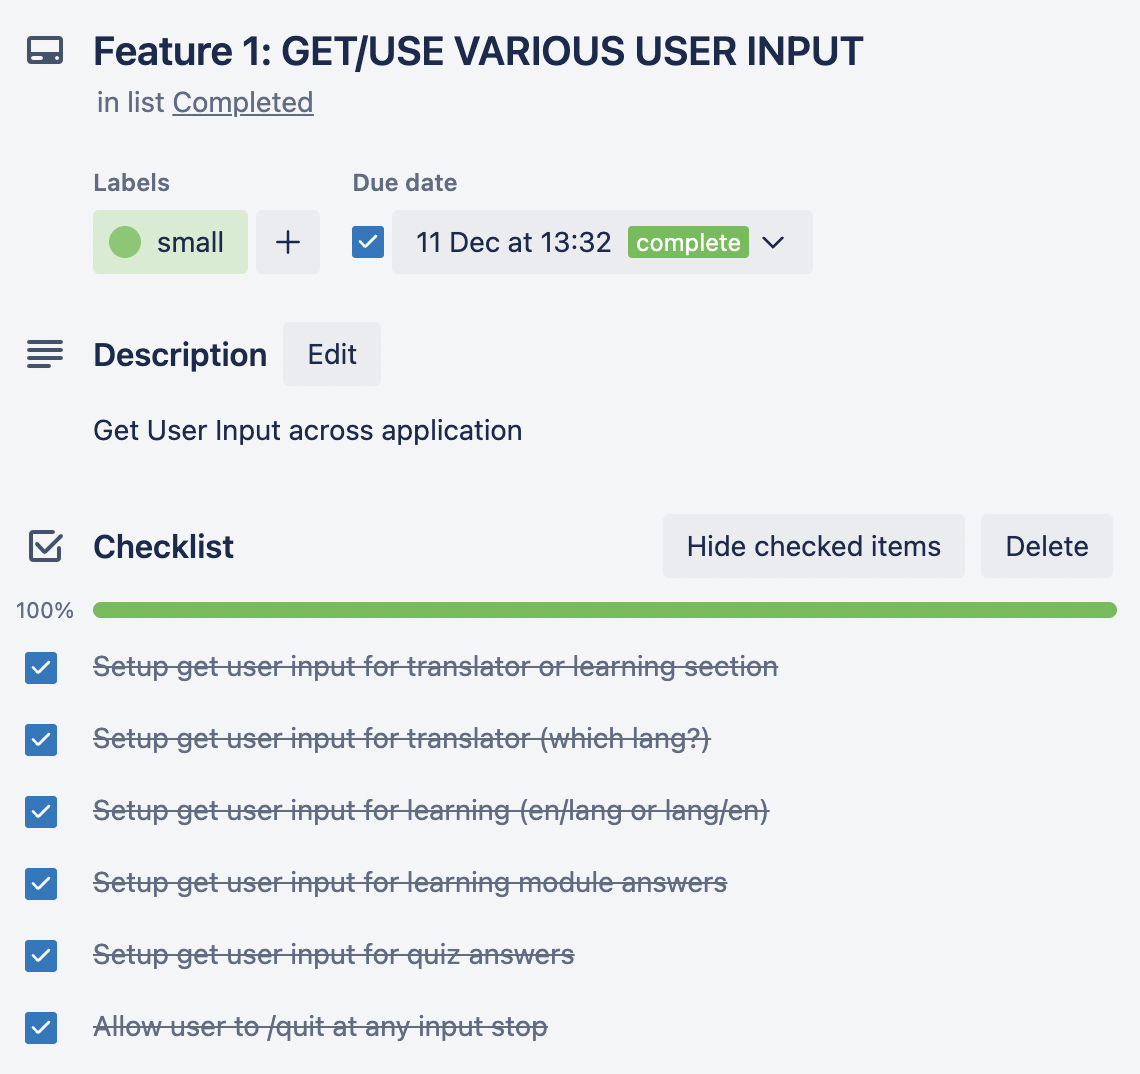 Feature 1: GET/USE VARIOUS USER INPUT
in list Completed
Labels
Due date
small
11 Dec at 13:32 complete
Description
Edit
Get User Input across application
Checklist
Hide checked items
Delete
100%
Setup get user input for translator or learning section
Setup get user input for translator (which lang?)
Setup get user input for learning (en/lang or lang/en)
Setup get user input for learning module answers
Setup get user input for quiz answers
Allow user to /quit at any input stop